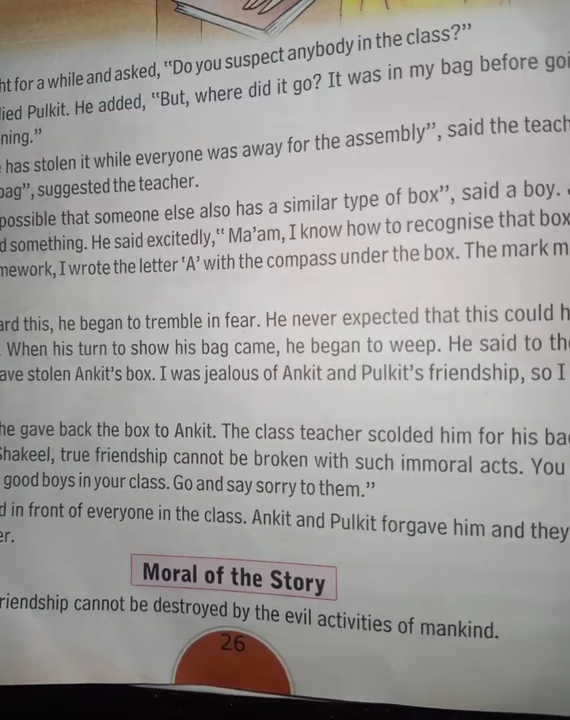 ht for a while and asked, "Do you suspect anybody in the class?"
lied Pulkit. He added, "But, where did it go? It was in my bag before goi
ning."
has stolen it while everyone was away for the assembly", said the teach
bag", suggested the teacher.
possible that someone else also has a similar type of box", said a boy.
d something. He said excitedly," Ma'am, I know how to recognise that box
mework, I wrote the letter 'A' with the compass under the box. The mark m
ard this, he began to tremble in fear. He never expected that this could h
. When his turn to show his bag came, he began to weep. He said to the
ave stolen Ankit's box. I was jealous of Ankit and Pulkit's friendship, so I
he gave back the box to Ankit. The class teacher scolded him for his ba
Shakeel, true friendship cannot be broken with such immoral acts. You
good boys in your class. Go and say sorry to them."
d in front of everyone in the class. Ankit and Pulkit forgave him and they
er.
Moral of the Story
riendship cannot be destroyed by the evil activities of mankind.
26